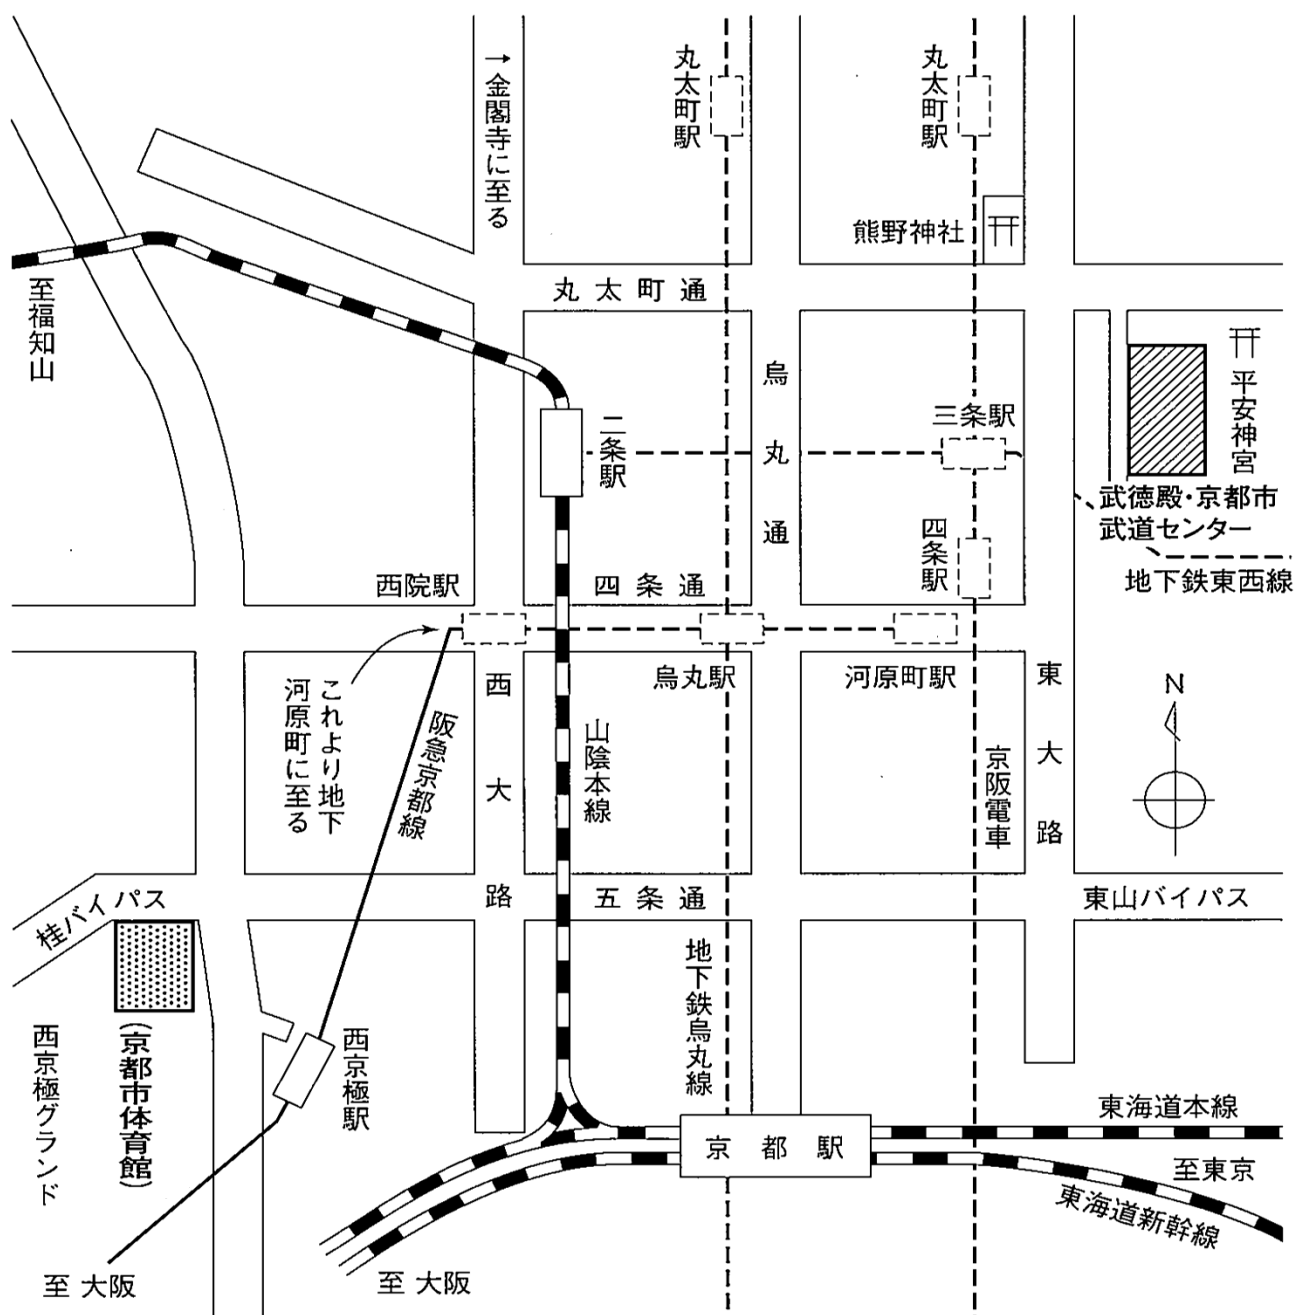 →金閣寺に至る
丸太町駅
丸太町駅
熊野神社
丸太町通
至福知山
烏丸通
二条駅
三条駅
平安神宮
武徳殿・京都市
武道センター
四条駅
地下鉄東西線
西院駅
四条通
烏丸駅
河原町駅
これより地下
河原町に至る
阪急京都線
西大路
山陰本線
京阪電車
東大路
N
桂バイパス
五条通
東山バイパス
西京極グランド
(京都市体育館)
西京極駅
地下鉄烏丸線
京都駅
東海道本線
至東京
東海道新幹線
至 大阪
至 大阪